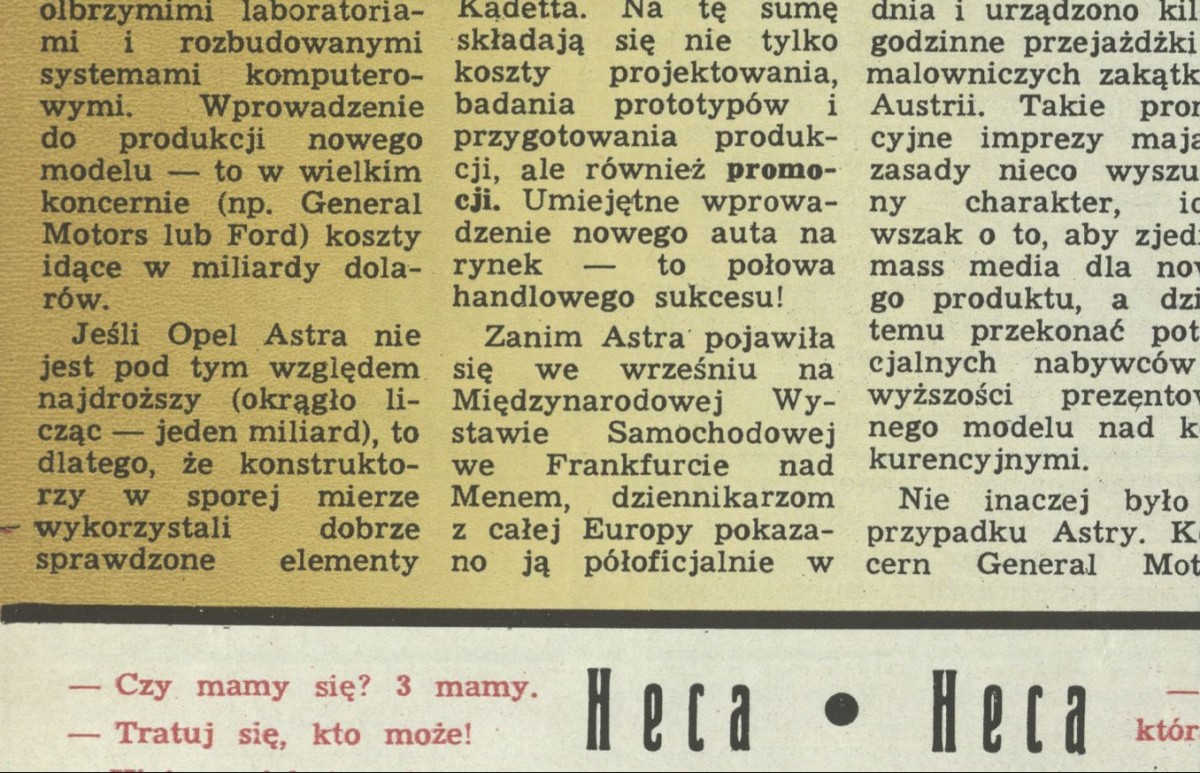 olbrzymimi laboratoria-
mi i rozbudowanymi
systemami komputero-
wymi. Wprowadzenie
do produkcji nowego
modelu — to w wielkim
koncernie (np. General
Motors lub Ford) koszty
idące w miliardy dola-
rów.
Jeśli Opel Astra nie
jest pod tym względem
najdroższy (okrągło li-
cząc — jeden miliard), to
dlatego, że konstrukto-
rzy w sporej mierze
wykorzystali dobrze
sprawdzone elementy
Kadetta. Na tę sumę
składają się nie tylko
koszty projektowania,
badania prototypów i
przygotowania produk-
cji, ale również promo-
cji. Umiejętne wprowa-
dzenie nowego auta na
rynek — to połowa
handlowego sukcesu!
Zanim Astra pojawiła
się we wrześniu na
Międzynarodowej Wy-
stawie Samochodowej
we Frankfurcie nad
Menem, dziennikarzom
z całej Europy pokaza-
no ją półoficjalnie w
dnia i urządzono kil
godzinne przejażdżki
malowniczych zakątk
Austrii. Takie pro
cyjne imprezy mają
zasady nieco wyszu
ny charakter, i
wszak o to, aby zjed
mass media dla no
go produktu, a dzi
temu przekonać pot
cjalnych nabywców
wyższości prezęnto
nego modelu nad k
kurencyjnymi.
Nie inaczej było
przypadku Astry. K
cern General Mot
— Czy mamy się? 3 mamy.
— Tratuj się, kto może!
Heca • Heca
—
któr